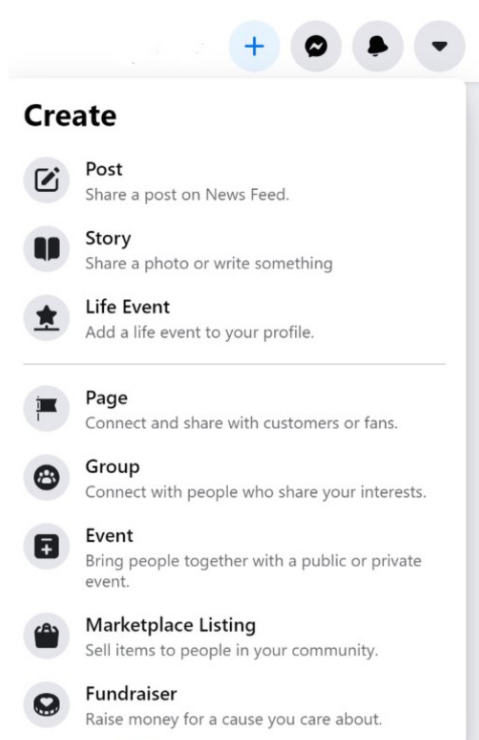 Create
Post
Share a post on News Feed.
Story
Share a photo or write something
Life Event
Add a life event to your profile.
Page
Connect and share with customers or fans.
Group
Connect with people who share your interests.
Event
Bring people together with a public or private
event.
Marketplace Listing
Sell items to people in your community.
Fundraiser
Raise money for a cause you care about.